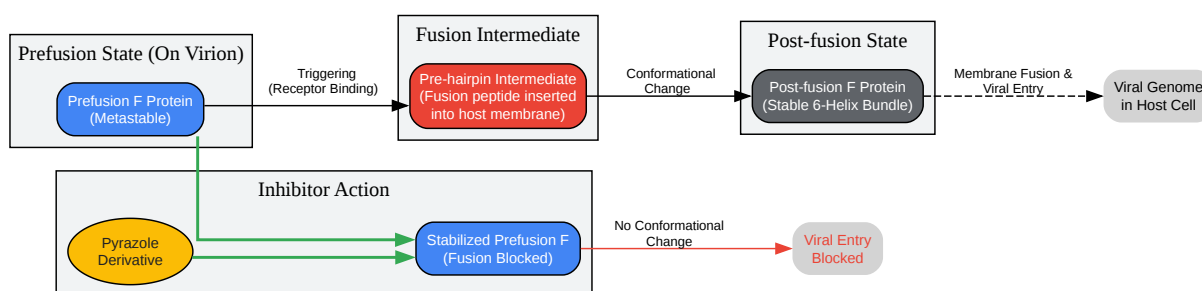 Prefusion State (On Virion)
Prefusion F Protein
(Metastable)
Triggering
(Receptor Binding)
Fusion Intermediate
Pre-hairpin Intermediate
(Fusion peptide inserted
into host membrane)
Conformational
Change
Post-fusion State
Post-fusion F Protein
(Stable 6-Helix Bundle)
Membrane Fusion &
Viral Entry
Viral Genome
in Host Cell
Inhibitor Action
Pyrazole
Derivative
Stabilized Prefusion F
(Fusion Blocked)
No Conformational
Change
Viral Entry
Blocked